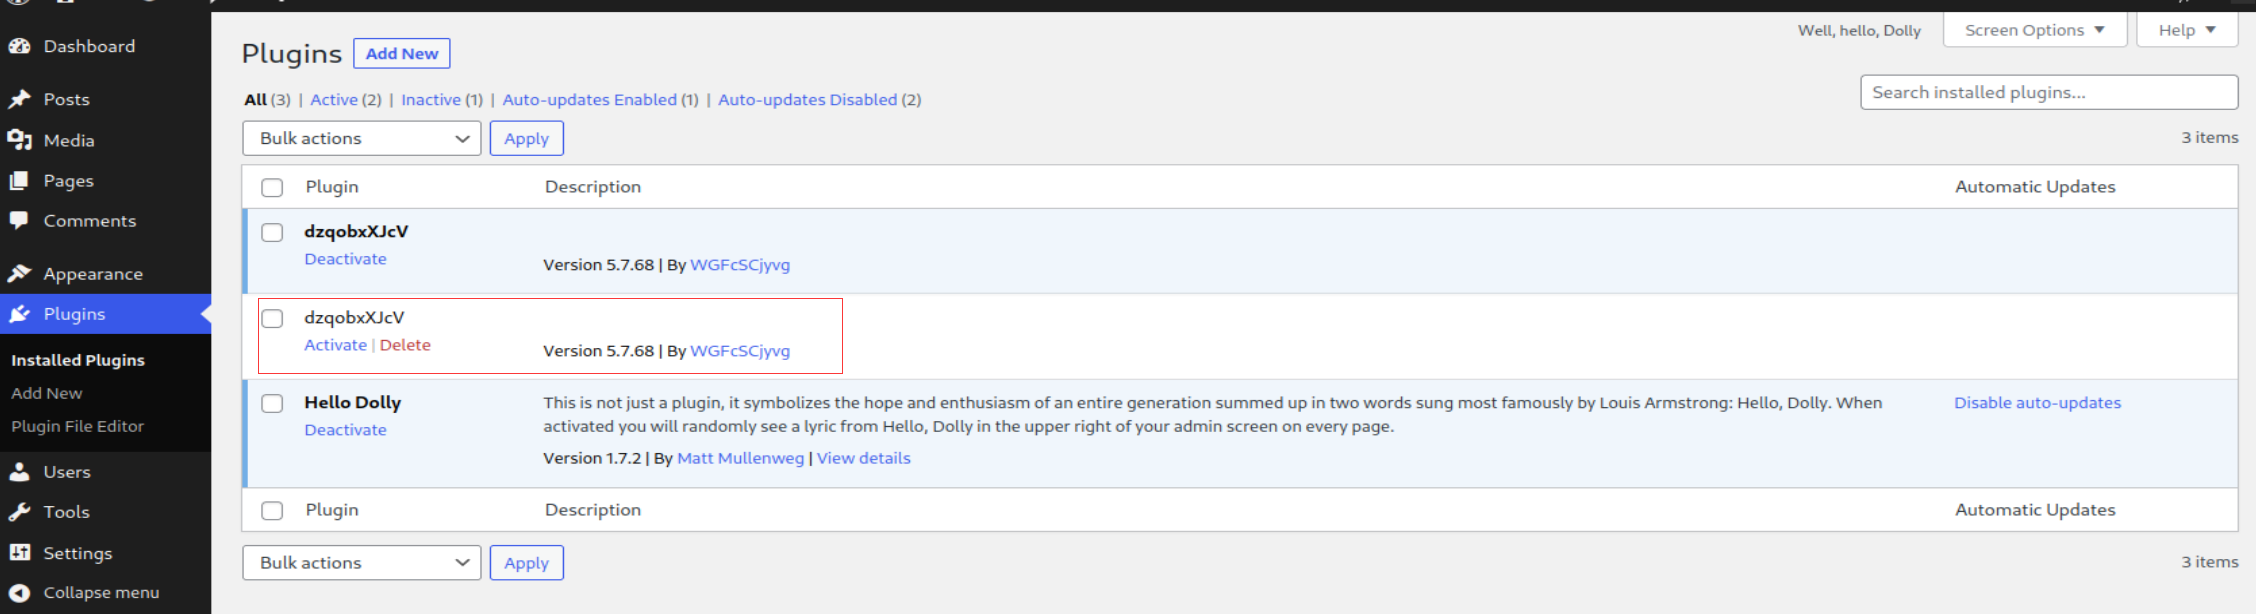 Dashboard
Posts
Media
Pages
Comments
Appearance
Plugins
Installed Plugins
Add New
Plugin File Editor
Users
Tools
Settings
Collapse menu
Well, hello, Dolly
Screen Options
Help
Plugins Add New
All (3) | Active (2) | Inactive (1) | Auto-updates Enabled (1) | Auto-updates Disabled (2)
Search installed plugins...
Bulk actions Apply
3 items
Plugin Description Automatic Updates
dzqobxXJcV
Deactivate
Version 5.7.68 | By WGFcSCjyvg
dzqobxXJcV
Activate | Delete
Version 5.7.68 | By WGFcSCjyvg
Hello Dolly
Deactivate
This is not just a plugin, it symbolizes the hope and enthusiasm of an entire generation summed up in two words sung most famously by Louis Armstrong: Hello, Dolly. When
activated you will randomly see a lyric from Hello, Dolly in the upper right of your admin screen on every page.
Version 1.7.2 | By Matt Mullenweg | View details
Disable auto-updates
Plugin Description Automatic Updates
Bulk actions Apply
3 items